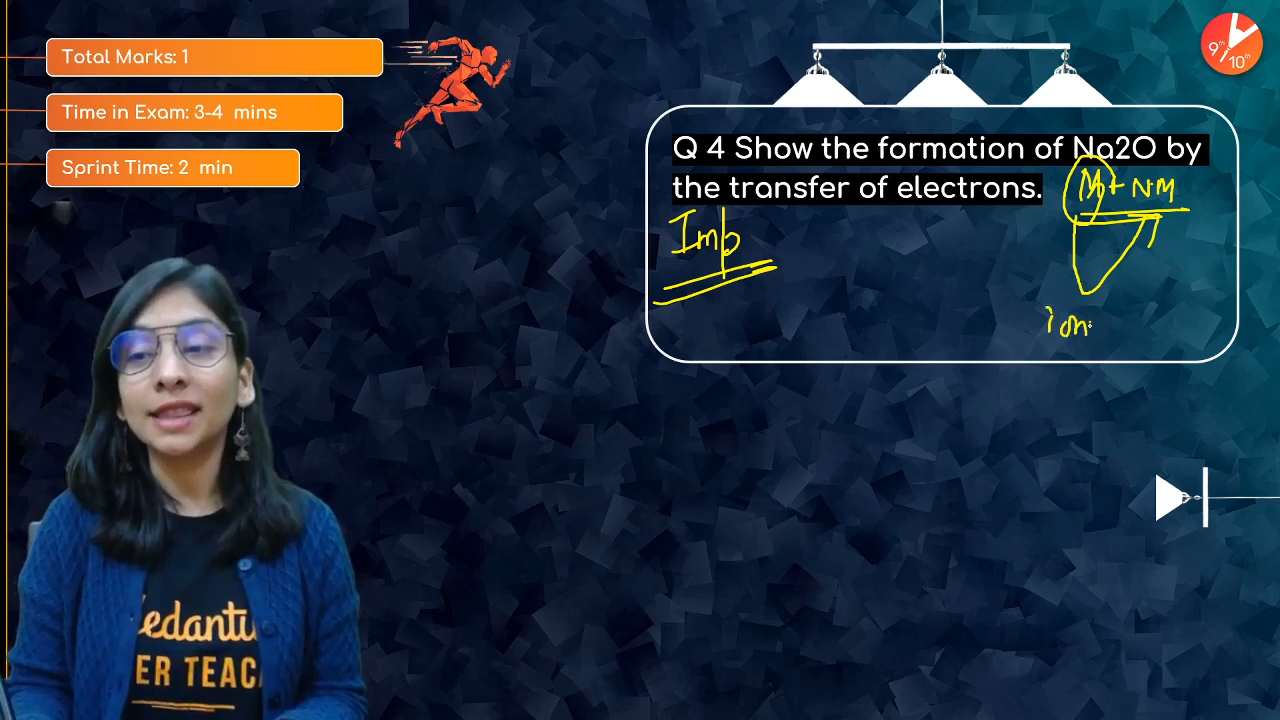 Total Marks: 1
Time in Exam: 3-4 mins
Sprint Time: 2 min
9th
10th
Q 4 Show the formation of Na2O by
the transfer of electrons.
M + NM
Imp
ion
Vedantu
ER TEAC